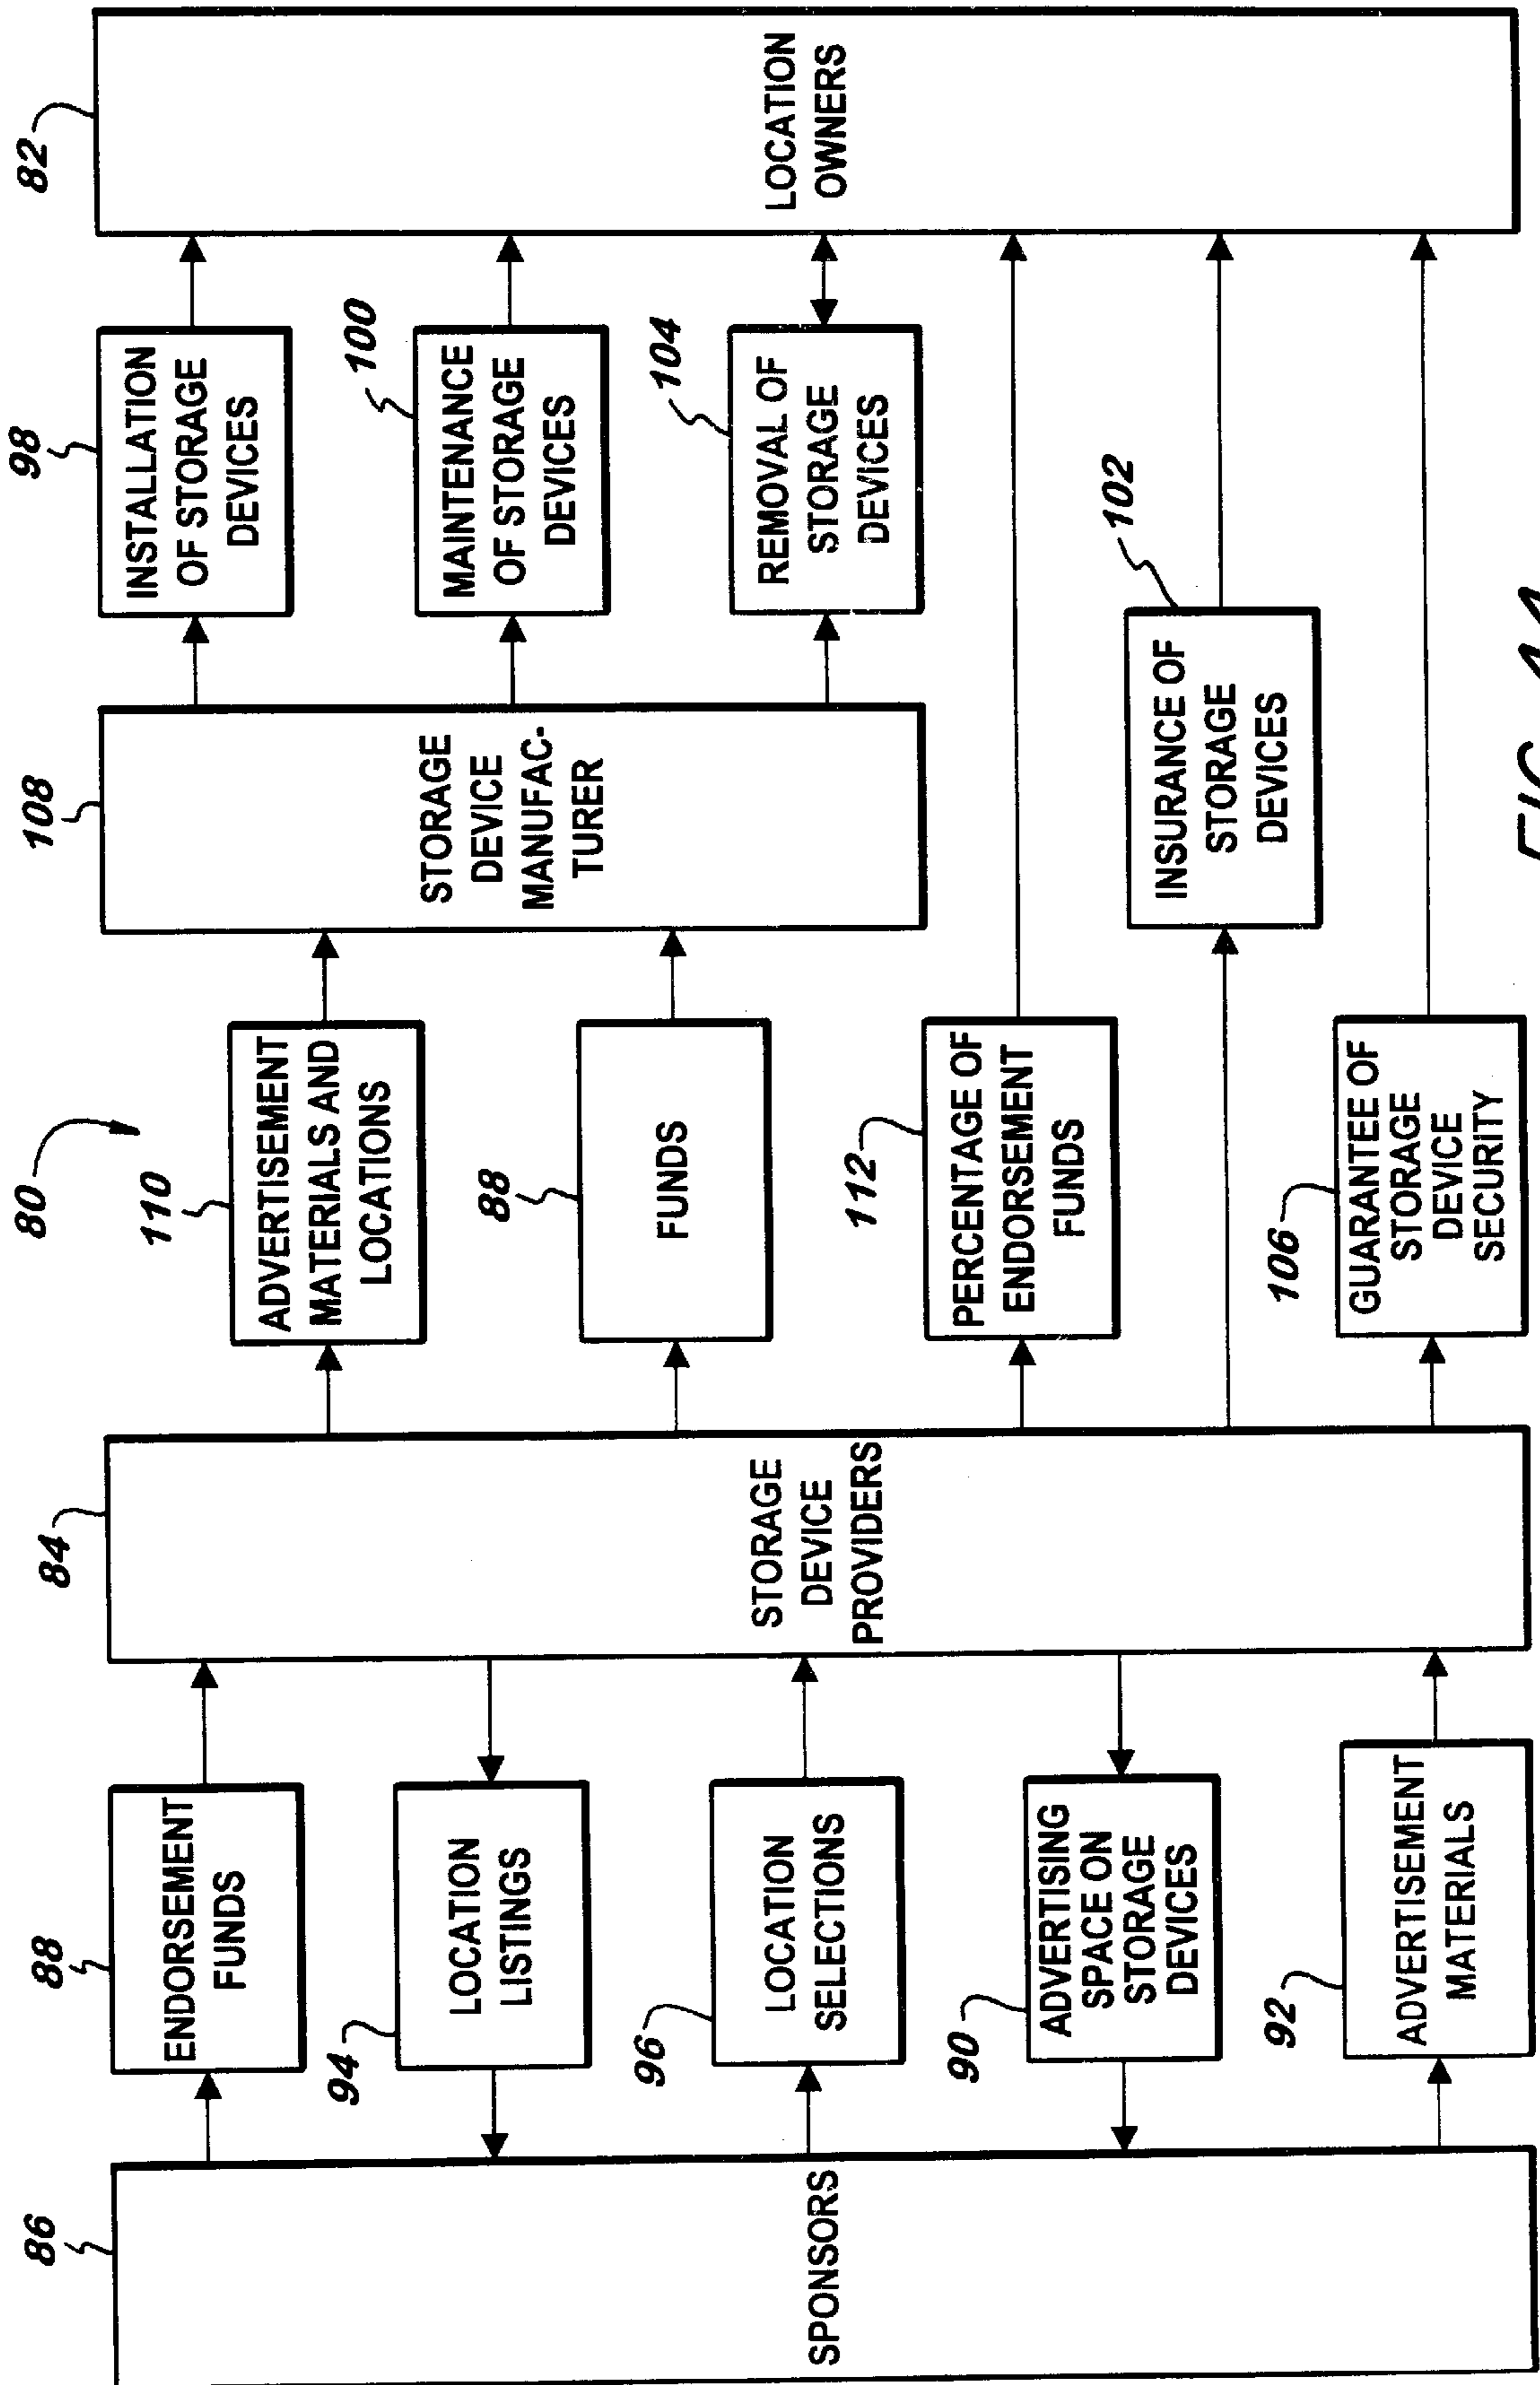 80
86
SPONSORS
88
ENDORSEMENT
FUNDS
94
LOCATION
LISTINGS
96
LOCATION
SELECTIONS
90
ADVERTISING
SPACE ON
STORAGE
DEVICES
92
ADVERTISEMENT
MATERIALS
84
STORAGE
DEVICE
PROVIDERS
110
ADVERTISEMENT
MATERIALS AND
LOCATIONS
88
FUNDS
112
PERCENTAGE OF
ENDORSEMENT
FUNDS
106
GUARANTEE OF
STORAGE
DEVICE
SECURITY
108
STORAGE
DEVICE
MANUFAC-
TURER
102
INSURANCE OF
STORAGE
DEVICES
98
INSTALLATION
OF STORAGE
DEVICES
100
MAINTENANCE
OF STORAGE
DEVICES
104
REMOVAL OF
STORAGE
DEVICES
82
LOCATION
OWNERS